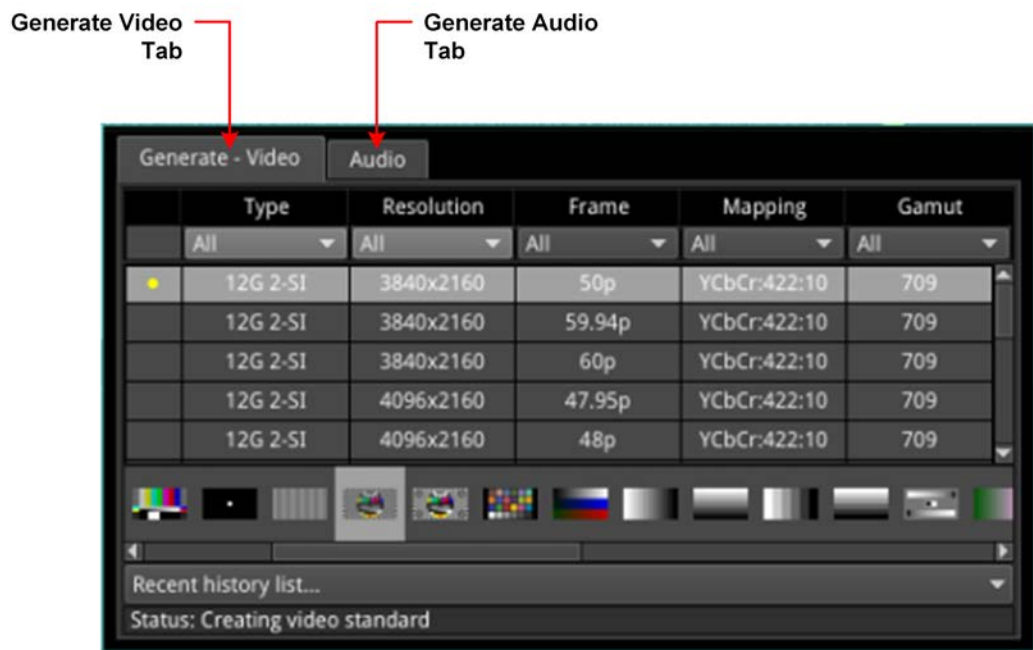 Generate Video
Tab
Generate Audio
Tab
Generate - Video Audio
Type Resolution Frame Mapping Gamut
All All All All All
12G 2-SI 3840x2160 50p YCbCr:422:10 709
12G 2-SI 3840x2160 59.94p YCbCr:422:10 709
12G 2-SI 3840x2160 60p YCbCr:422:10 709
12G 2-SI 4096x2160 47.95p YCbCr:422:10 709
12G 2-SI 4096x2160 48p YCbCr:422:10 709
Recent history list...
Status: Creating video standard